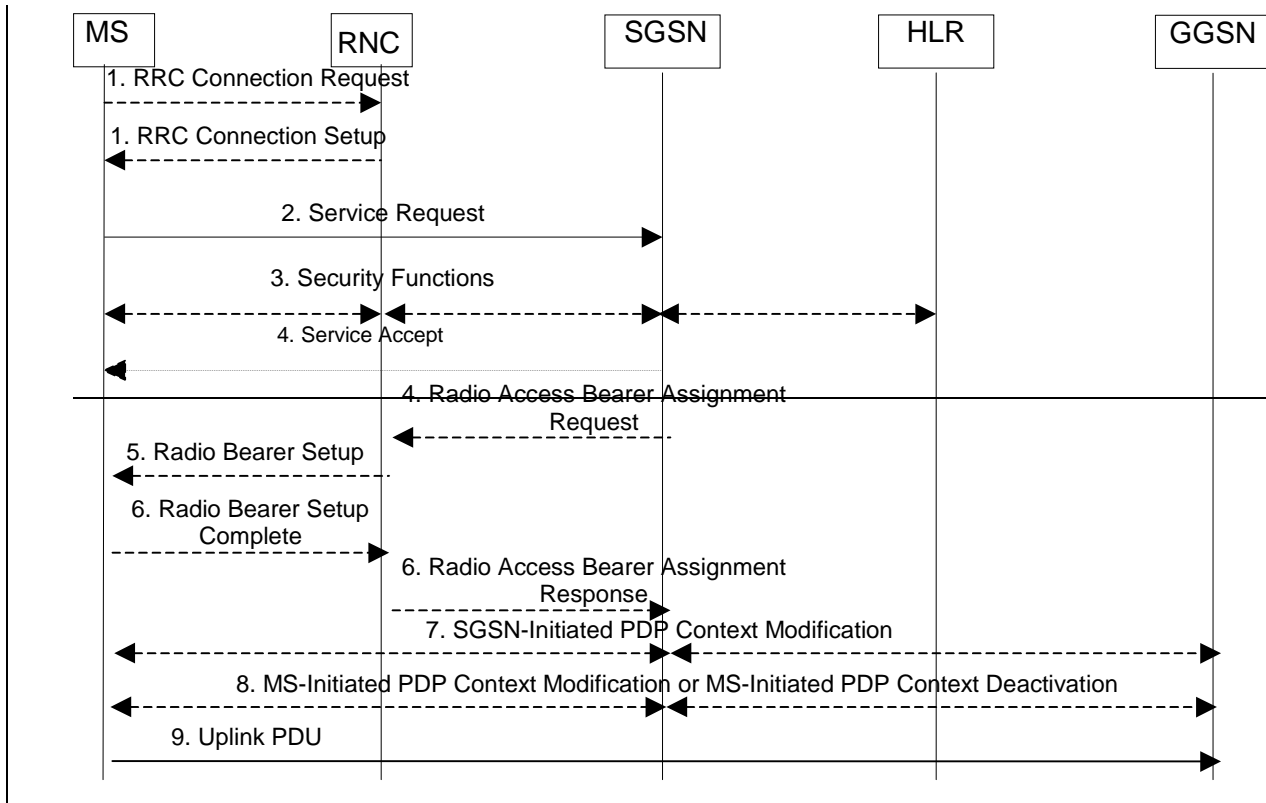 MS
RNC
SGSN
HLR
GGSN
1. RRC Connection Request
1. RRC Connection Setup
2. Service Request
3. Security Functions
4. Service Accept
4. Radio Access Bearer Assignment
Request
5. Radio Bearer Setup
6. Radio Bearer Setup
Complete
6. Radio Access Bearer Assignment
Response
7. SGSN-Initiated PDP Context Modification
8. MS-Initiated PDP Context Modification or MS-Initiated PDP Context Deactivation
9. Uplink PDU